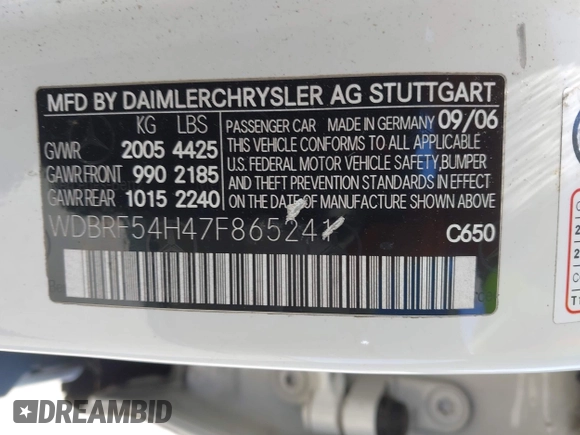 MFD BY DAIMLERCHRYSLER AG STUTTGART
KG LBS
GVWR 2005 4425
GAWR FRONT 990 2185
GAWR REAR 1015 2240
PASSENGER CAR MADE IN GERMANY 09/06
THIS VEHICLE CONFORMS TO ALL APPLICABLE
U.S. FEDERAL MOTOR VEHICLE SAFETY,BUMPER
AND THEFT PREVENTION STANDARDS IN EFFECT
ON THE DATE OF MANUFACTURE SHOWN ABOVE
WDBRF54H47F865241
C650
DREAMBID